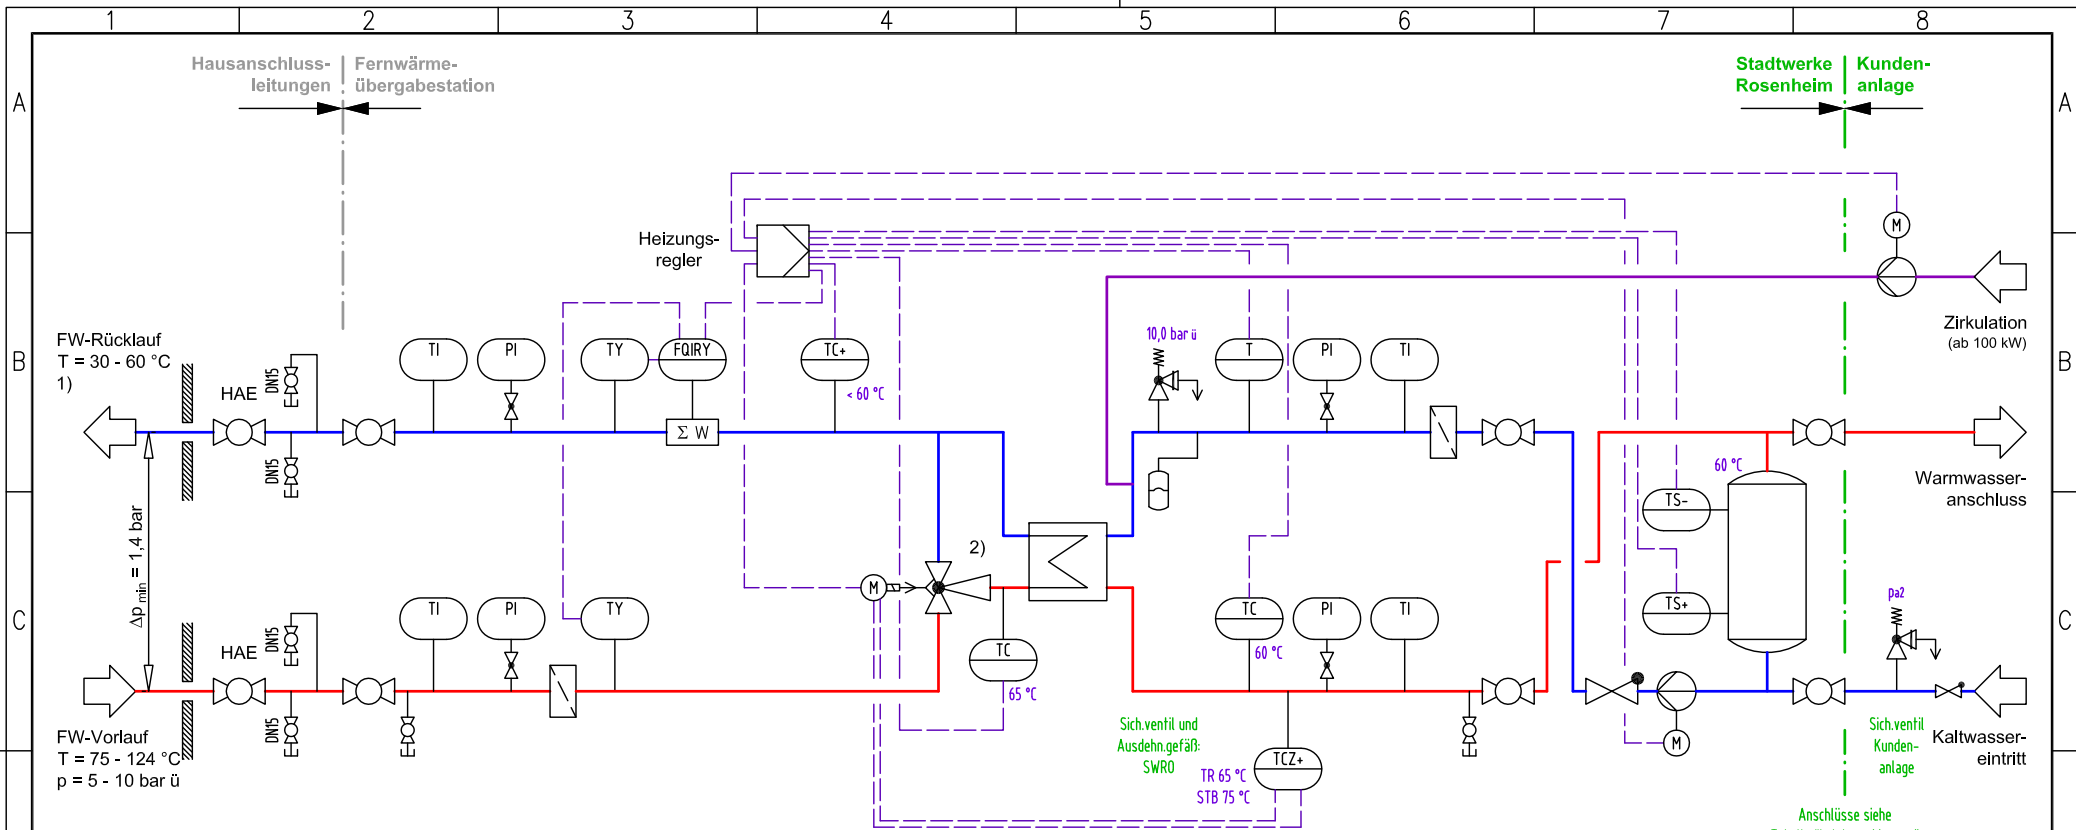 1 2 3 4 5 6 7 8
Hausanschluss-
leitungen
Fernwärme-
übergabestation
Stadtwerke
Rosenheim
Kunden-
anlage
A
A
M
Heizungs-
regler
FW-Rücklauf
T = 30 - 60 °C
1)
B
HAE
DN15
DN15
TI
PI
TY
FQIRY
TC+
< 60 °C
Σ W
10,0 bar ü
T
PI
TI
Zirkulation
(ab 100 kW)
B
60 °C
Warmwasser-
anschluss
TS-
Δp min = 1,4 bar
2)
M
C
HAE
DN15
DN15
TI
PI
TY
TC
65 °C
TC
60 °C
PI
TI
TS+
pa2
C
FW-Vorlauf
T = 75 - 124 °C
p = 5 - 10 bar ü
Sich.ventil und
Ausdehn.gefäß:
SWRO
TCZ+
TR 65 °C
STB 75 °C
M
Sich.ventil
Kunden-
anlage
Kaltwasser-
eintritt
Anschlüsse siehe